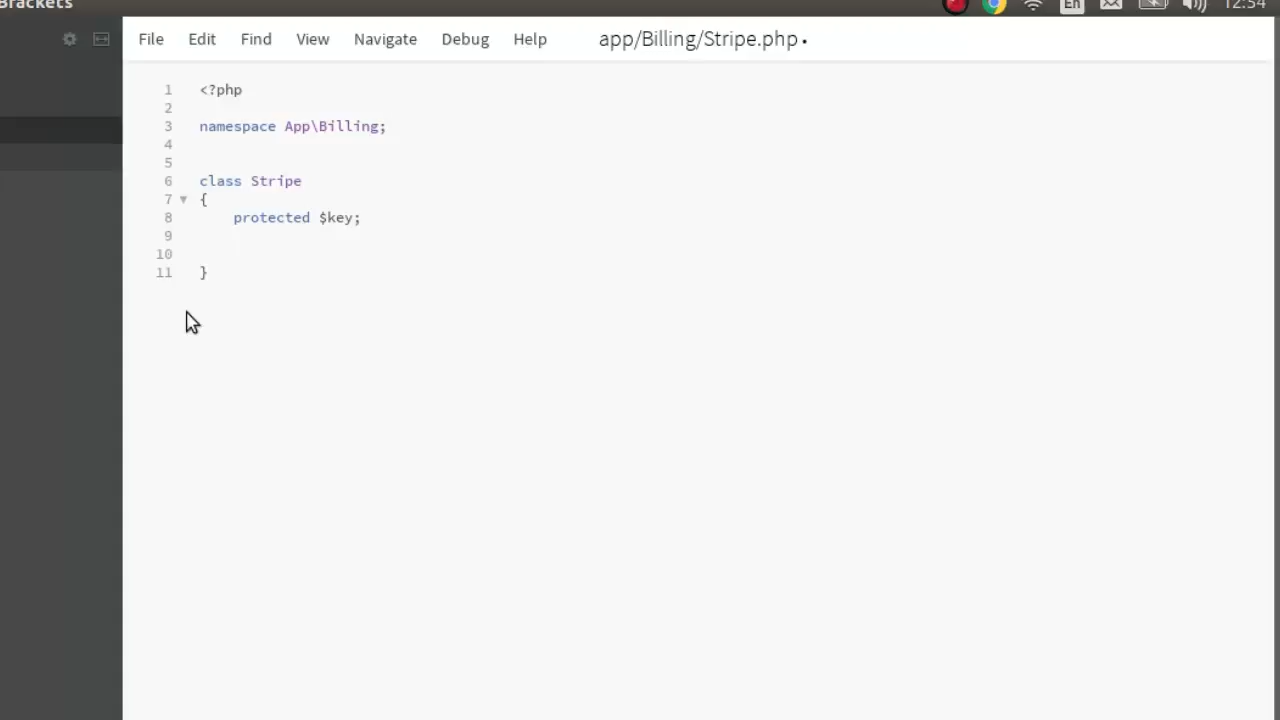 Brackets
En
12:54
File Edit Find View Navigate Debug Help app/Billing/Stripe.php •
1 <?php
2
3 namespace App\Billing;
4
5
6 class Stripe
7 ▼ {
8 protected $key;
9
10
11 }